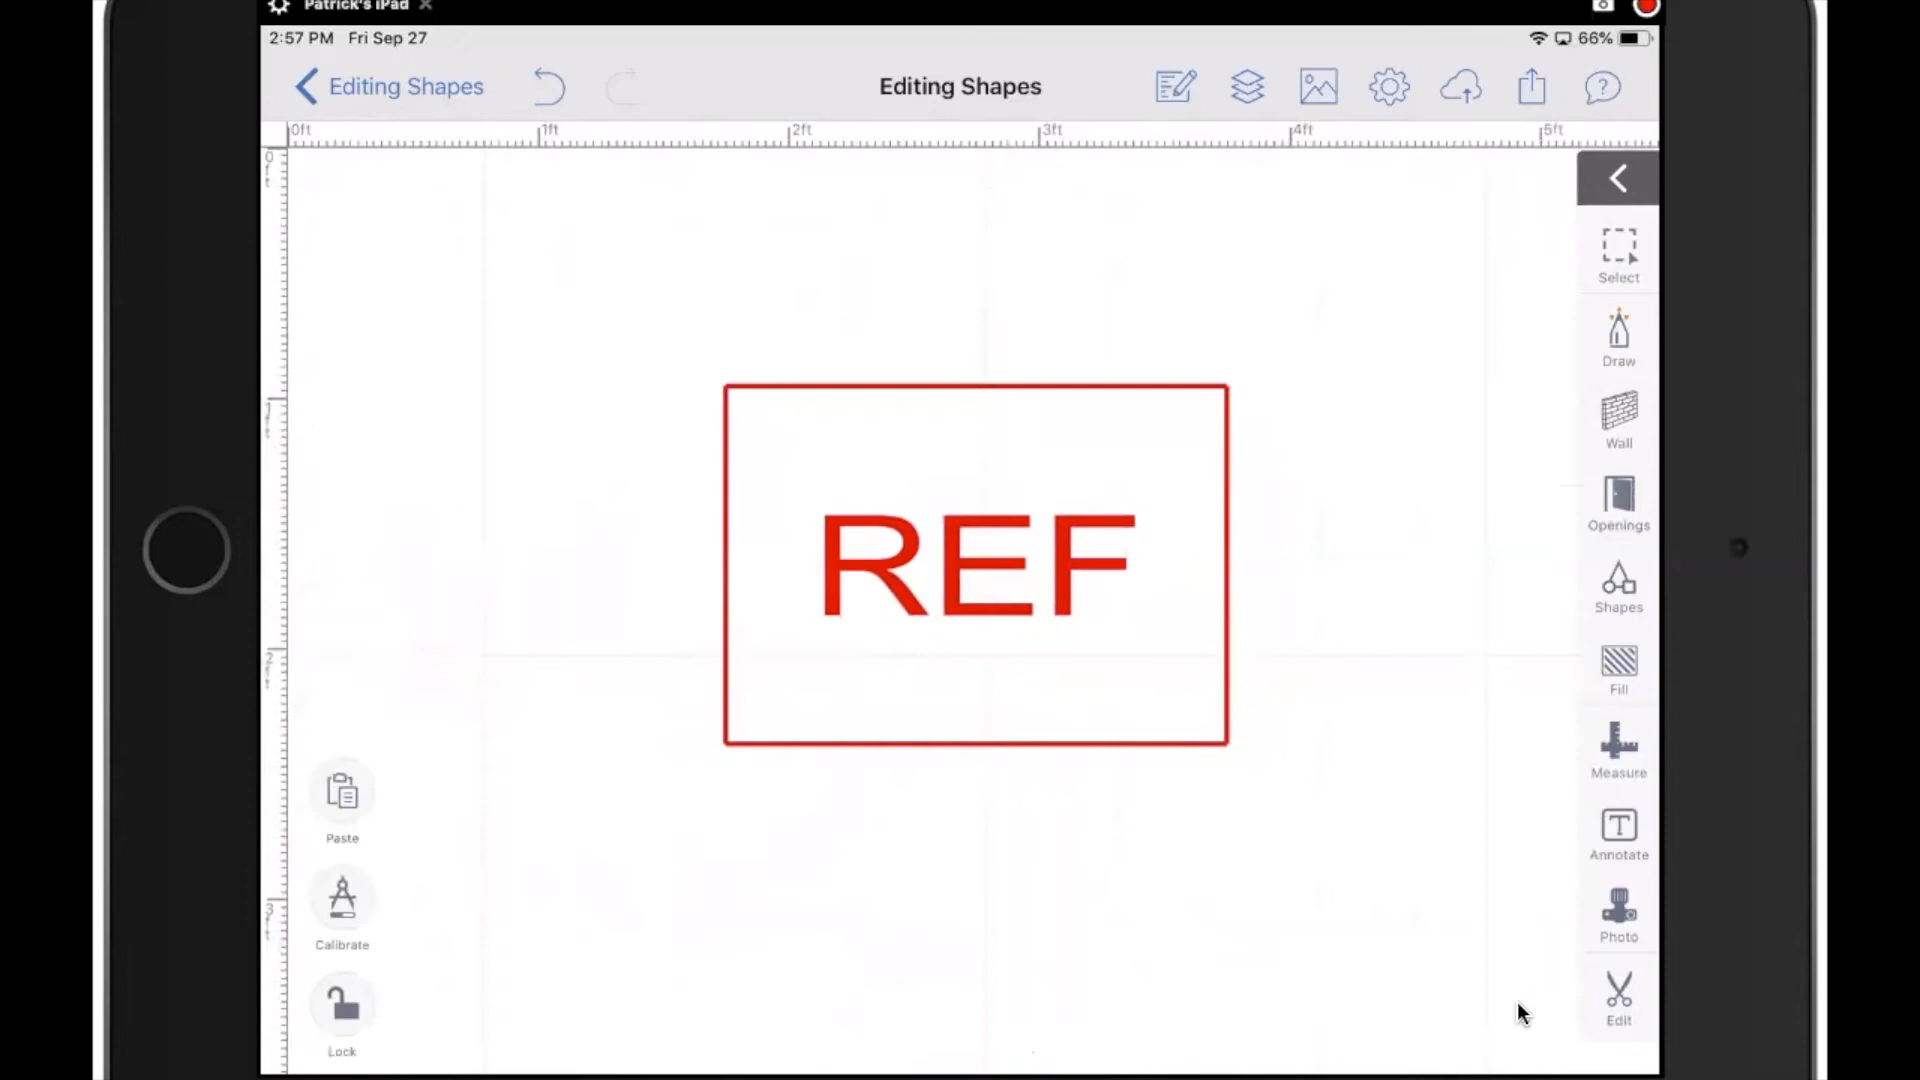 Patrick's iPad
2:57 PM Fri Sep 27
66%
Editing Shapes
Editing Shapes
0ft 1ft 2ft 3ft 4ft 5ft
Select
Draw
Wall
Openings
REF
Shapes
Fill
Measure
Paste
Annotate
Photo
Calibrate
Edit
Lock